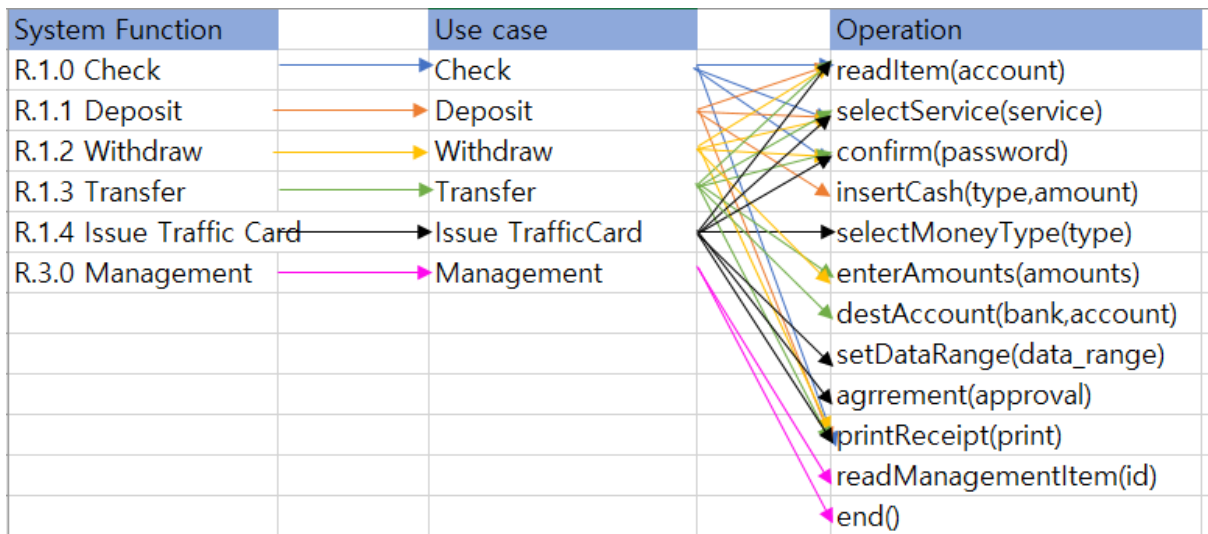 System Function Use case Operation
R.1.0 Check Check readItem(account)
R.1.1 Deposit Deposit selectService(service)
R.1.2 Withdraw Withdraw confirm(password)
R.1.3 Transfer Transfer insertCash(type,amount)
R.1.4 Issue Traffic Card Issue TrafficCard selectMoneyType(type)
R.3.0 Management Management enterAmounts(amounts)
destAccount(bank,account)
setDataRange(data_range)
agrrement(approval)
printReceipt(print)
readManagementItem(id)
end()